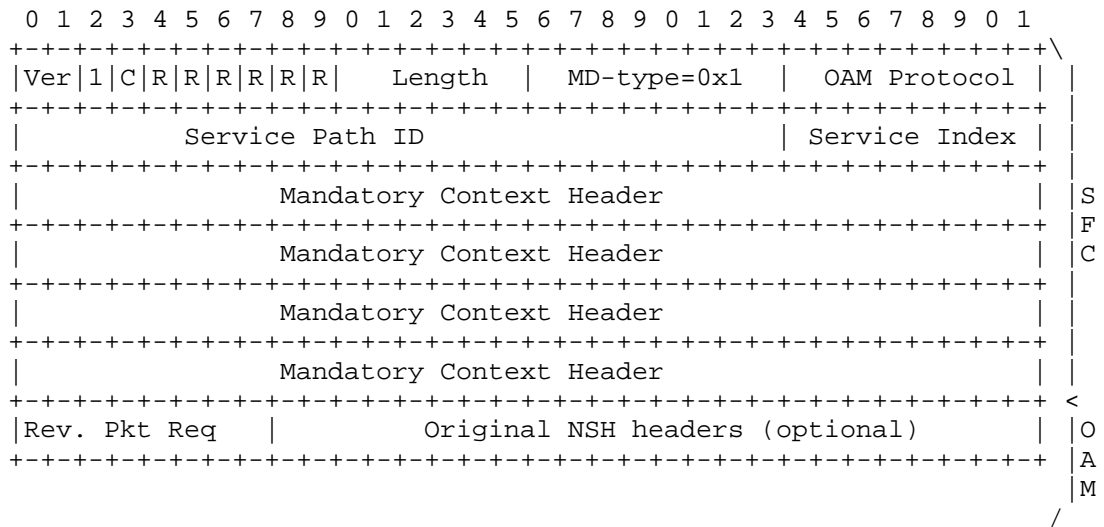 0 1 2 3 4 5 6 7 8 9 0 1 2 3 4 5 6 7 8 9 0 1 2 3 4 5 6 7 8 9 0 1
+-+-+-+-+-+-+-+-+-+-+-+-+-+-+-+-+-+-+-+-+-+-+-+-+-+-+-+-+-+-+-+-+\
|Ver|1|C|R|R|R|R|R|R|   Length  |  MD-type=0x1  |  OAM Protocol | |
+-+-+-+-+-+-+-+-+-+-+-+-+-+-+-+-+-+-+-+-+-+-+-+-+-+-+-+-+-+-+-+-+ |
|          Service Path ID                      | Service Index | |
+-+-+-+-+-+-+-+-+-+-+-+-+-+-+-+-+-+-+-+-+-+-+-+-+-+-+-+-+-+-+-+-+ |
|                Mandatory Context Header                       | |S
+-+-+-+-+-+-+-+-+-+-+-+-+-+-+-+-+-+-+-+-+-+-+-+-+-+-+-+-+-+-+-+-+ |F
|                Mandatory Context Header                       | |C
+-+-+-+-+-+-+-+-+-+-+-+-+-+-+-+-+-+-+-+-+-+-+-+-+-+-+-+-+-+-+-+-+ |
|                Mandatory Context Header                       | |
+-+-+-+-+-+-+-+-+-+-+-+-+-+-+-+-+-+-+-+-+-+-+-+-+-+-+-+-+-+-+-+-+ |
|                Mandatory Context Header                       | |
+-+-+-+-+-+-+-+-+-+-+-+-+-+-+-+-+-+-+-+-+-+-+-+-+-+-+-+-+-+-+-+-+ <
|Rev. Pkt Req   |         Original NSH headers (optional)       | |O
+-+-+-+-+-+-+-+-+-+-+-+-+-+-+-+-+-+-+-+-+-+-+-+-+-+-+-+-+-+-+-+-+ |A
                                                                  |M
                                                                 /